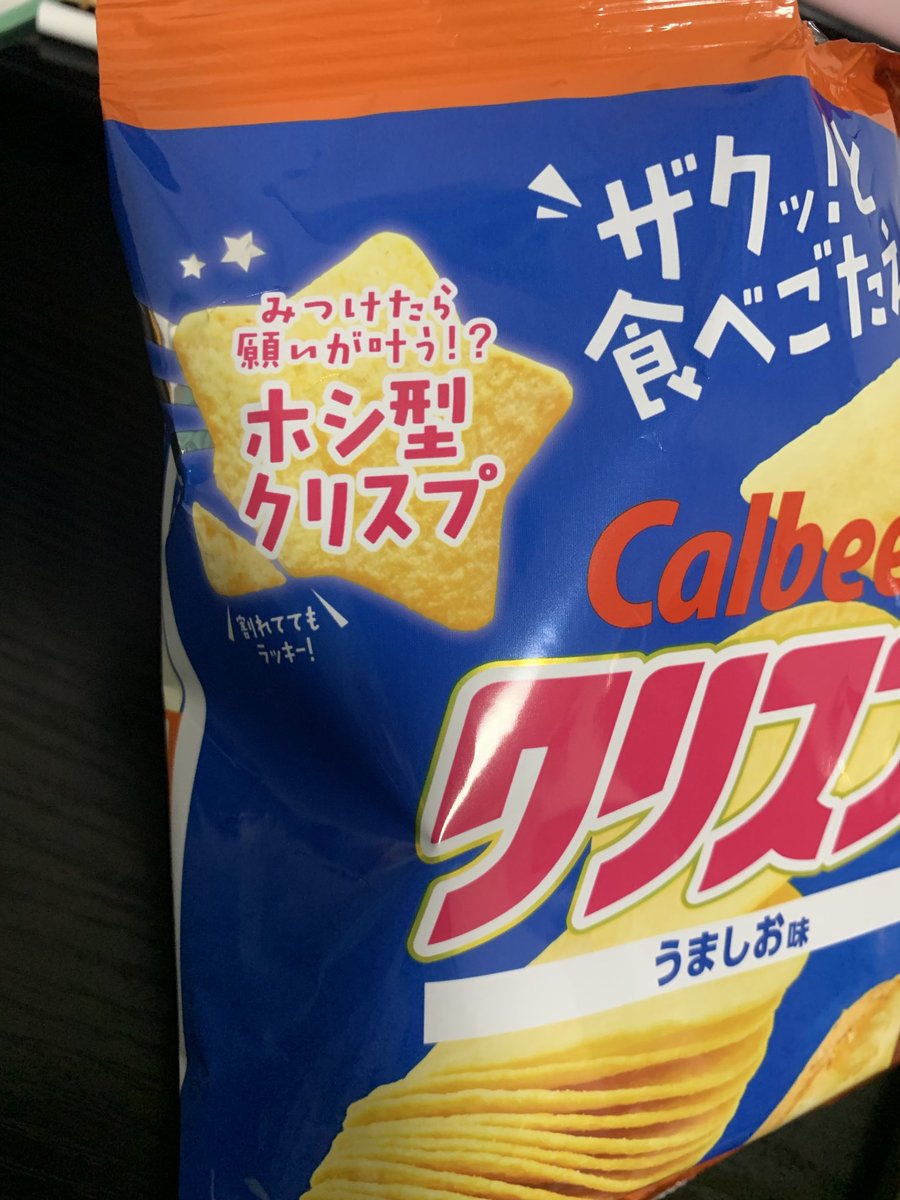 ザクッ!と
食べごたえ
みつけたら
願いが叶う!?
ホシ型
クリスプ
割れてても
ラッキー!
Calbee
クリスプ
うましお味